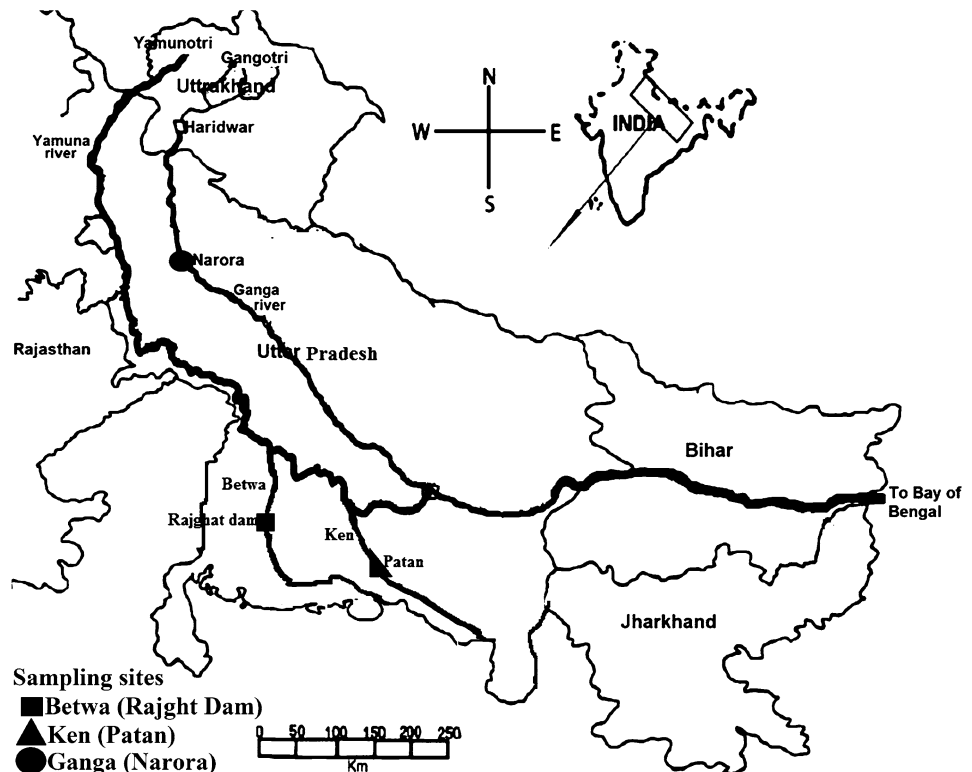 Yamunotri
Gangotri
Uttrakhand
Haridwar
Yamuna
river
N
W
E
S
INDIA
Narora
Ganga
river
Rajasthan
Utter Pradesh
Bihar
Betwa
To Bay of
Bengal
Rajghat dam
Ken
Patan
Jharkhand
Sampling sites
Betwa (Rajght Dam)
Ken (Patan)
Ganga (Narora)
0 50 100 150 200 250
Km